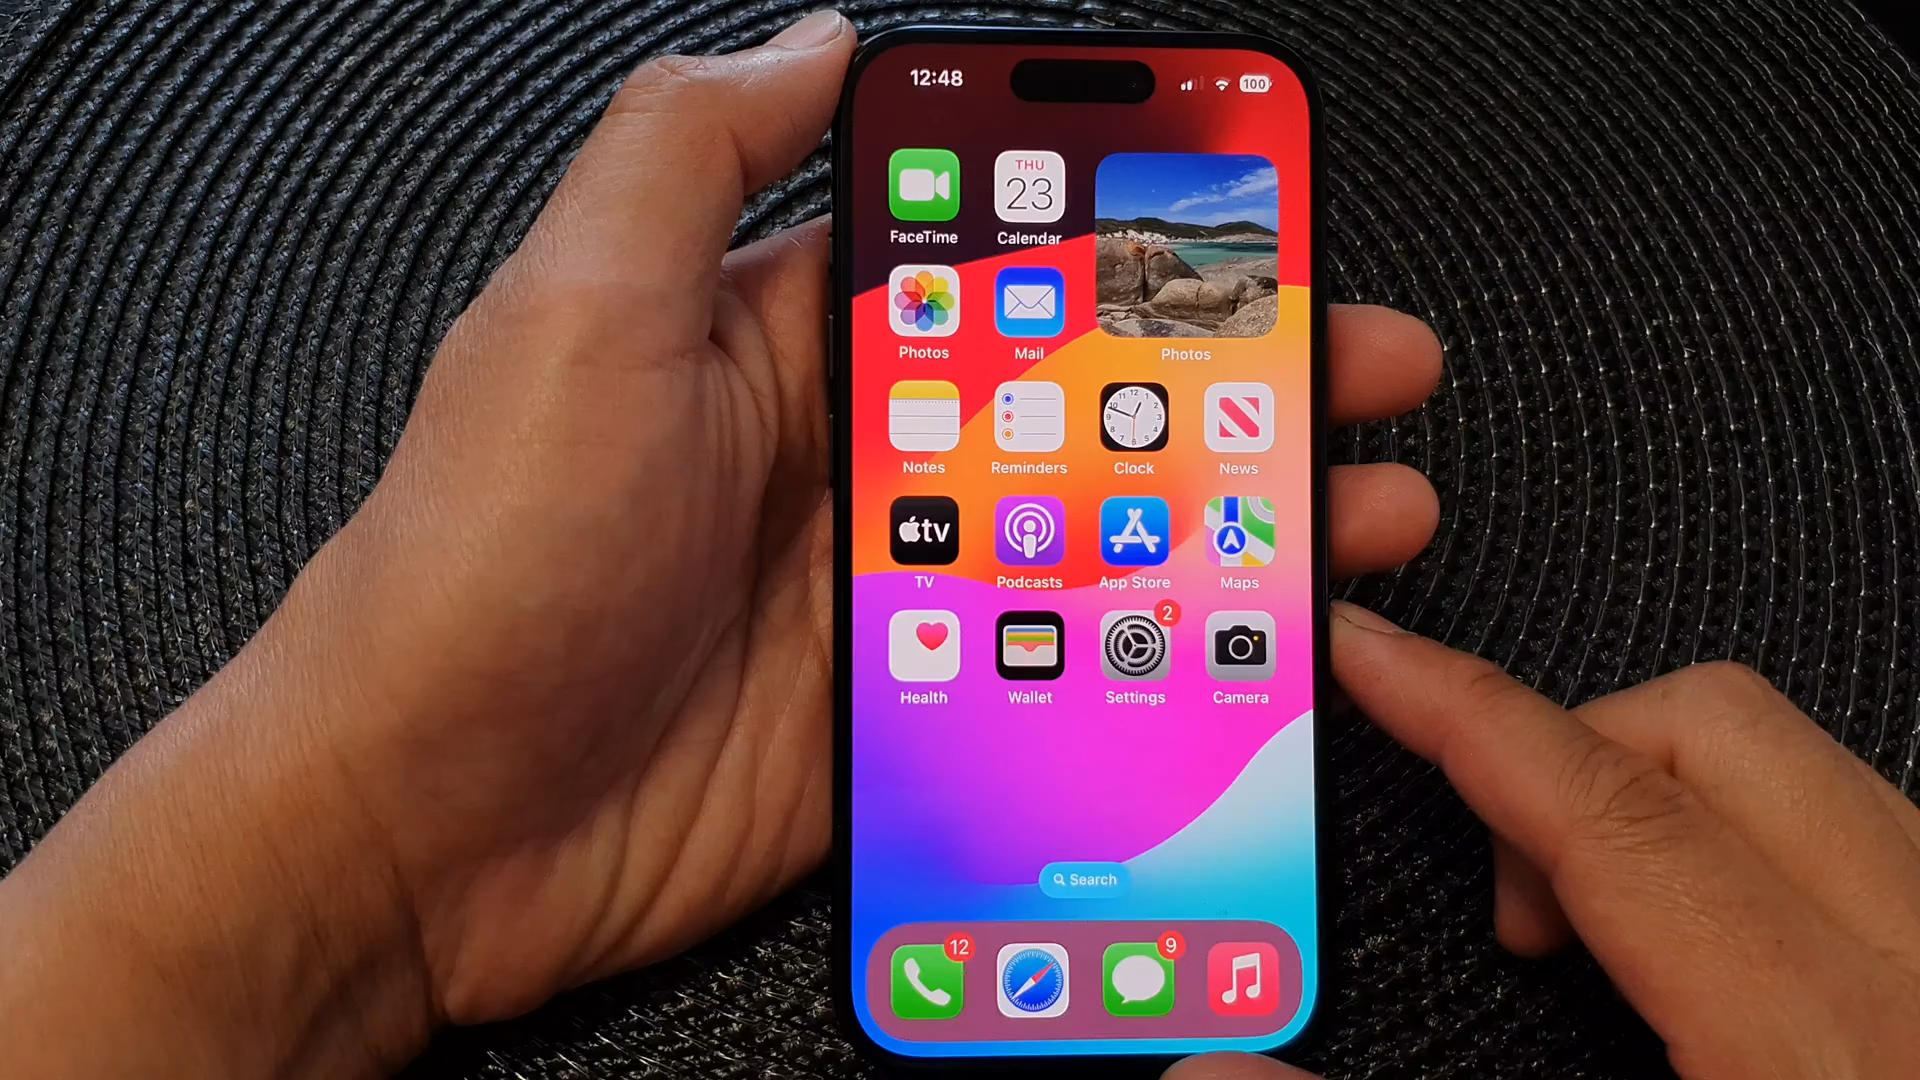 12:48
100
THU
23
FaceTime
Calendar
Photos
Mail
Photos
Notes
Reminders
Clock
News
tv
TV
Podcasts
App Store
Maps
2
Health
Wallet
Settings
Camera
Search
12
9